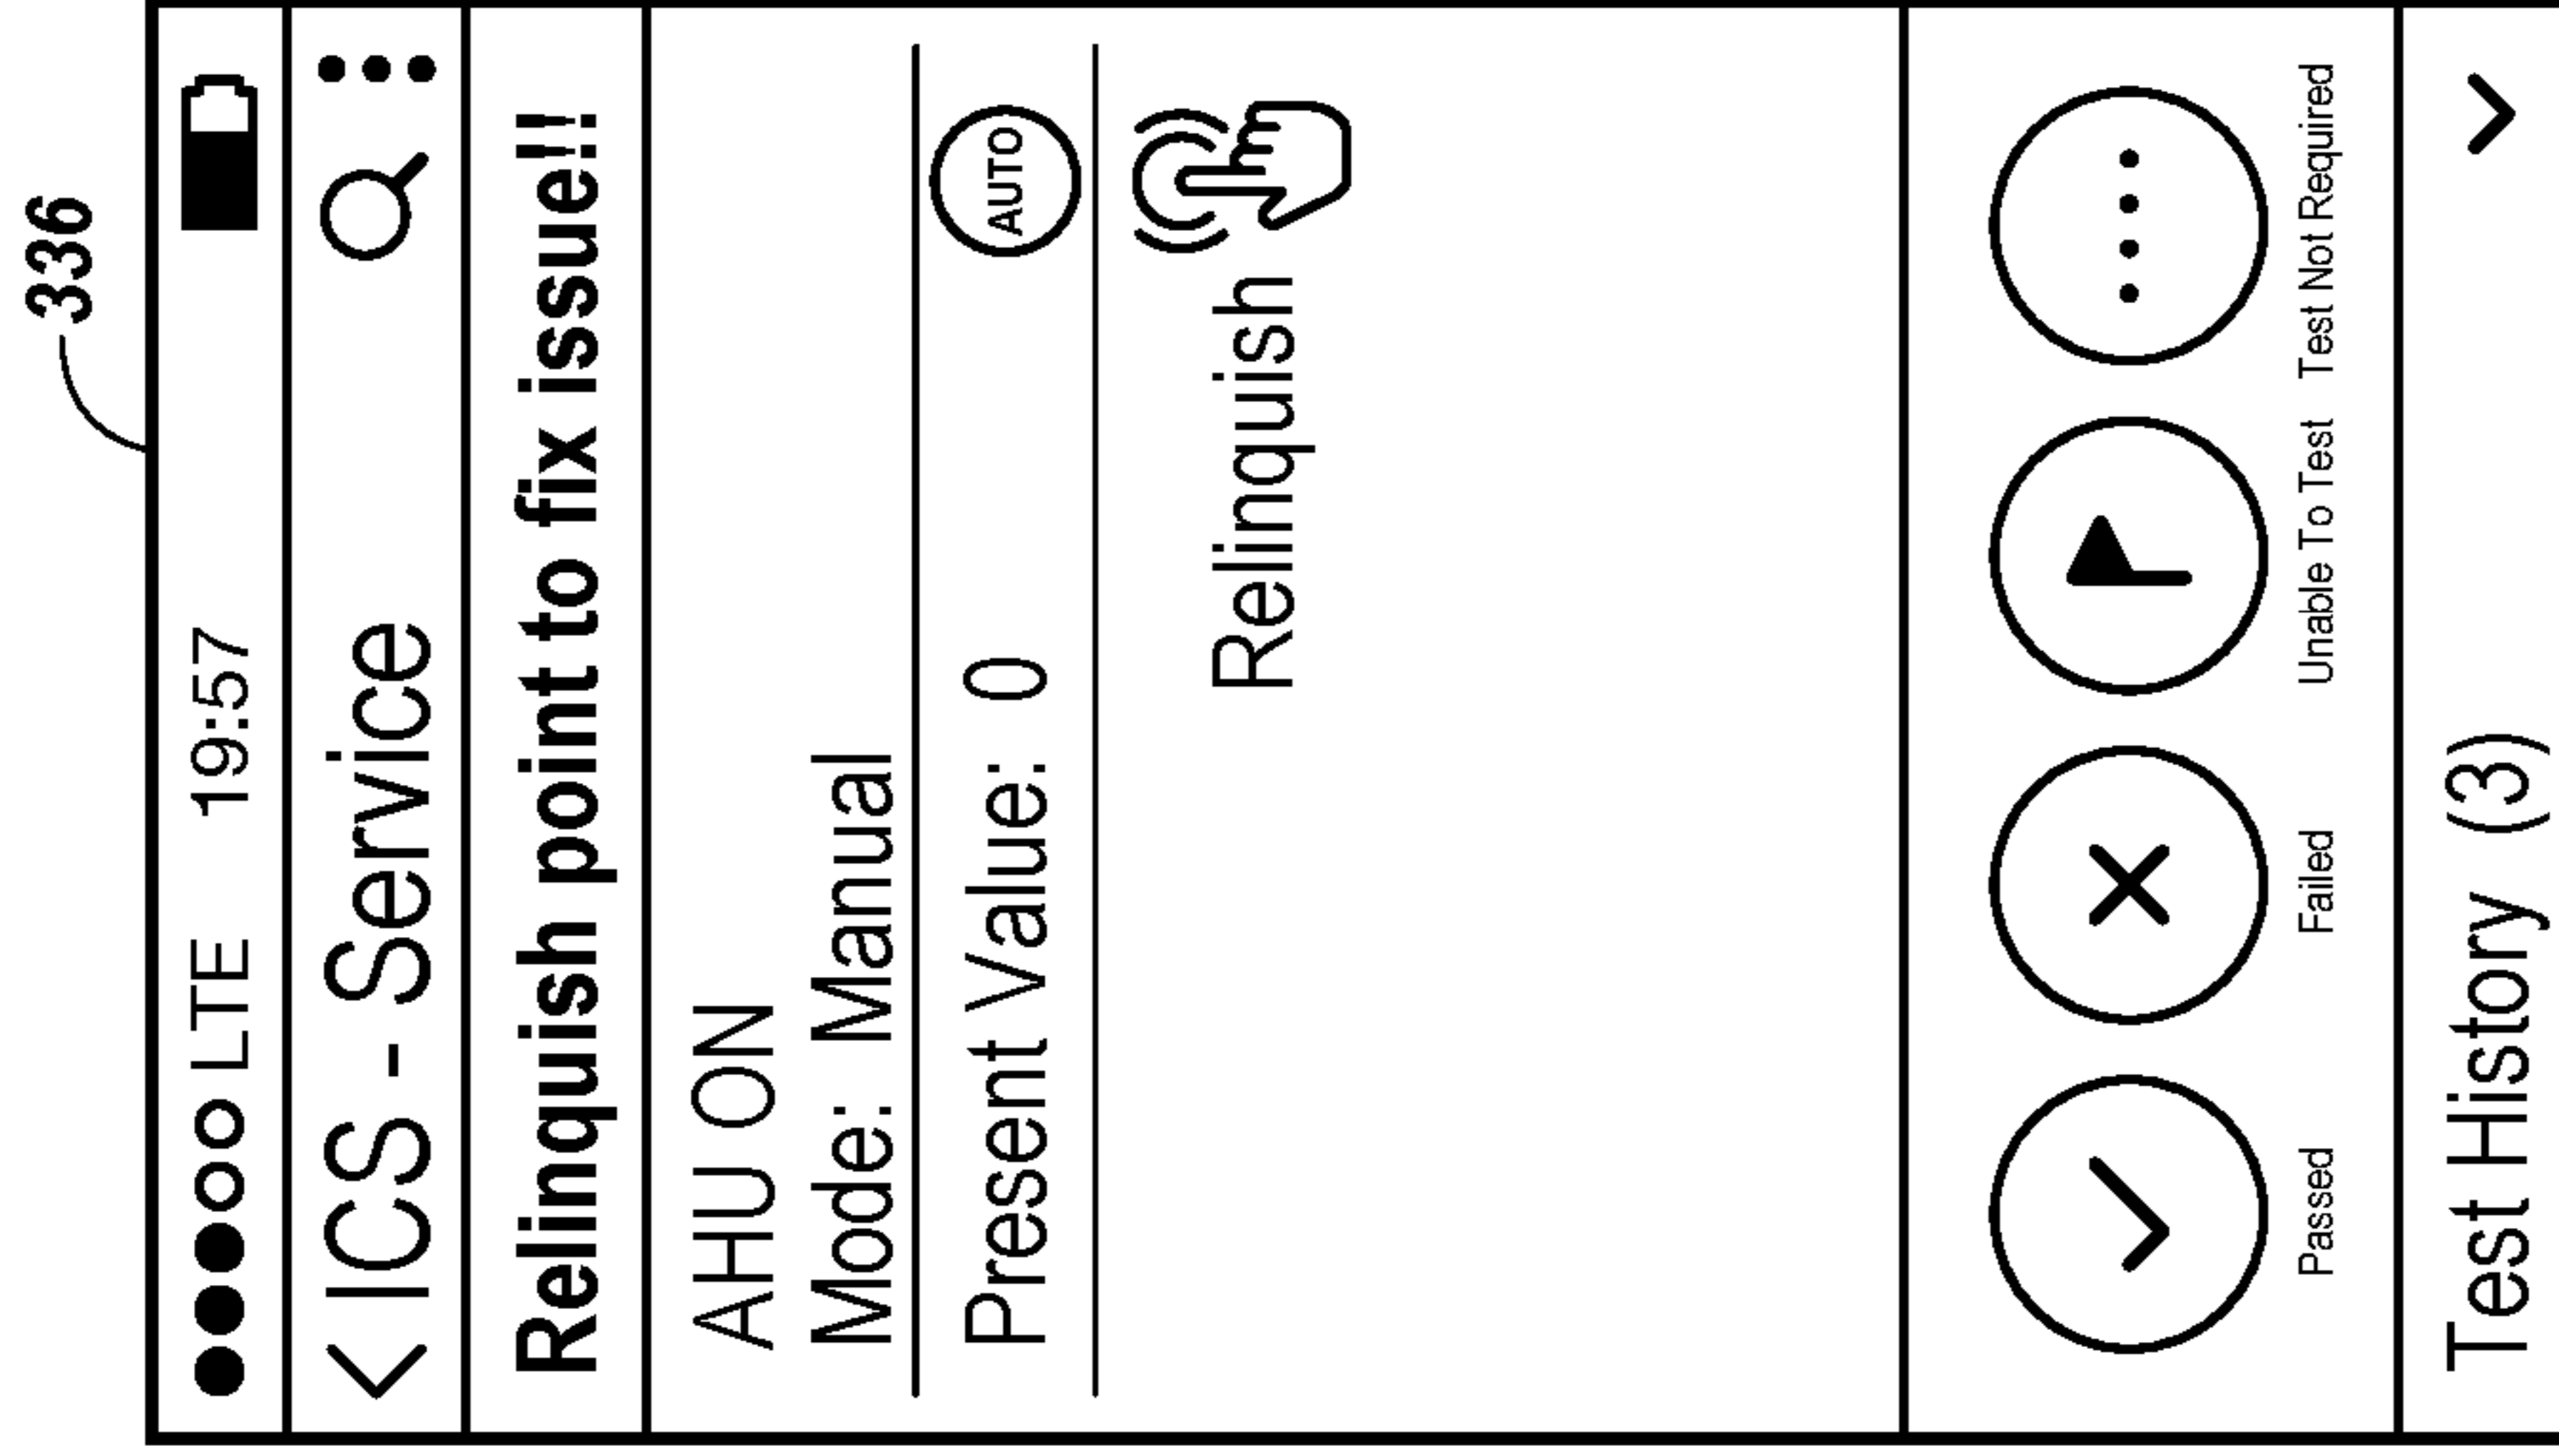 336
LTE 19:57
ICS - Service
Relinquish point to fix issue!!
AHU ON
Mode: Manual
Present Value: 0 AUTO
Relinquish
Passed Failed Unable To Test Test Not Required
Test History (3)